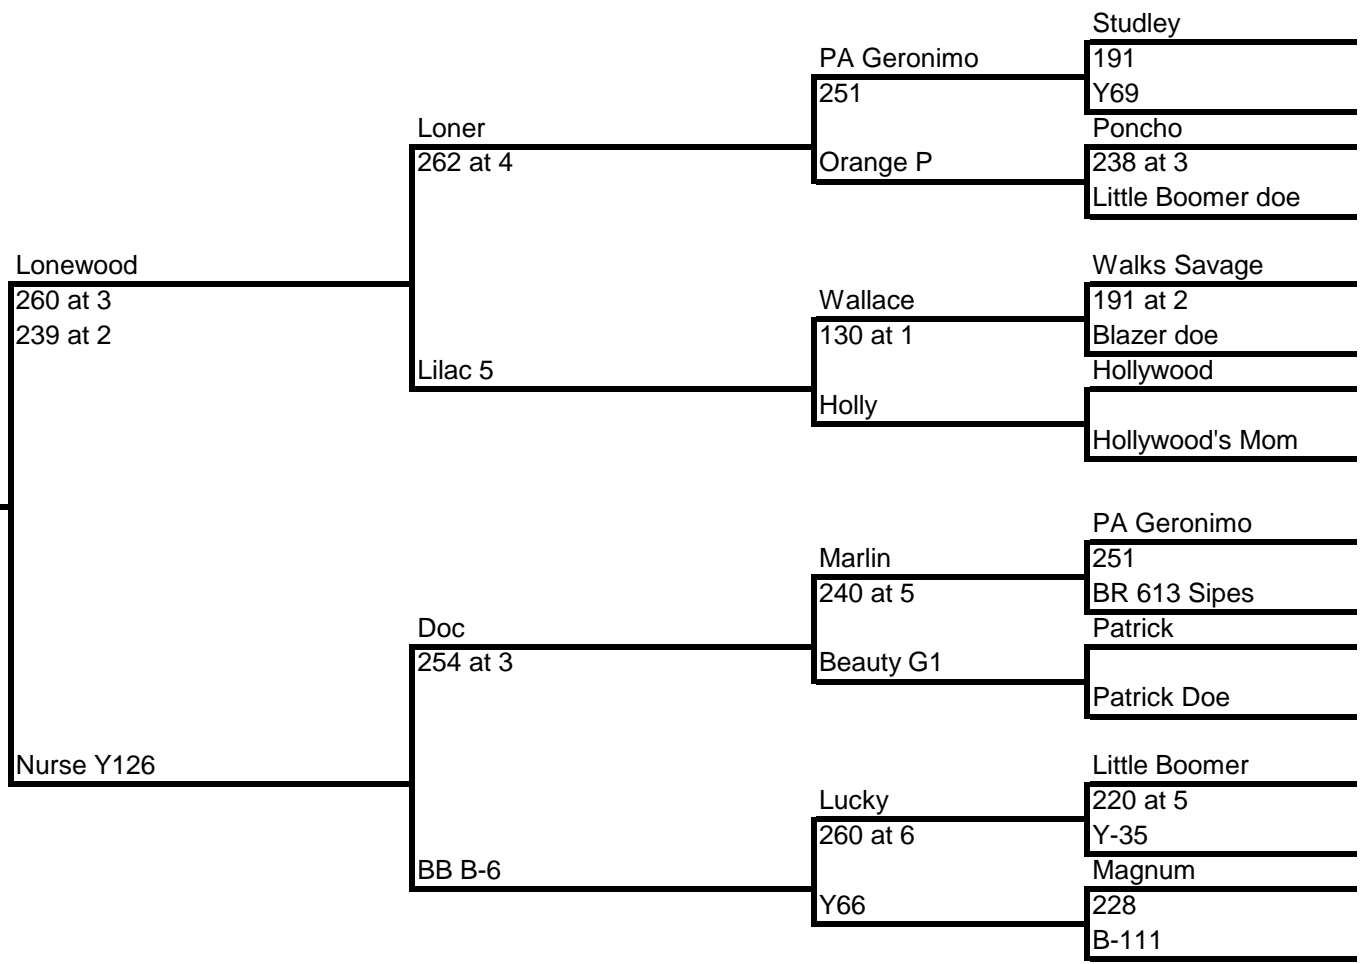 Studley
PA Geronimo
191
251
Y69
Loner
Poncho
262 at 4
Orange P
238 at 3
Little Boomer doe
Lonewood
Walks Savage
260 at 3
Wallace
191 at 2
239 at 2
130 at 1
Blazer doe
Lilac 5
Hollywood
Holly
Hollywood's Mom
PA Geronimo
Marlin
251
240 at 5
BR 613 Sipes
Doc
Patrick
254 at 3
Beauty G1
Patrick Doe
Nurse Y126
Little Boomer
Lucky
220 at 5
260 at 6
Y-35
BB B-6
Magnum
Y66
228
B-111